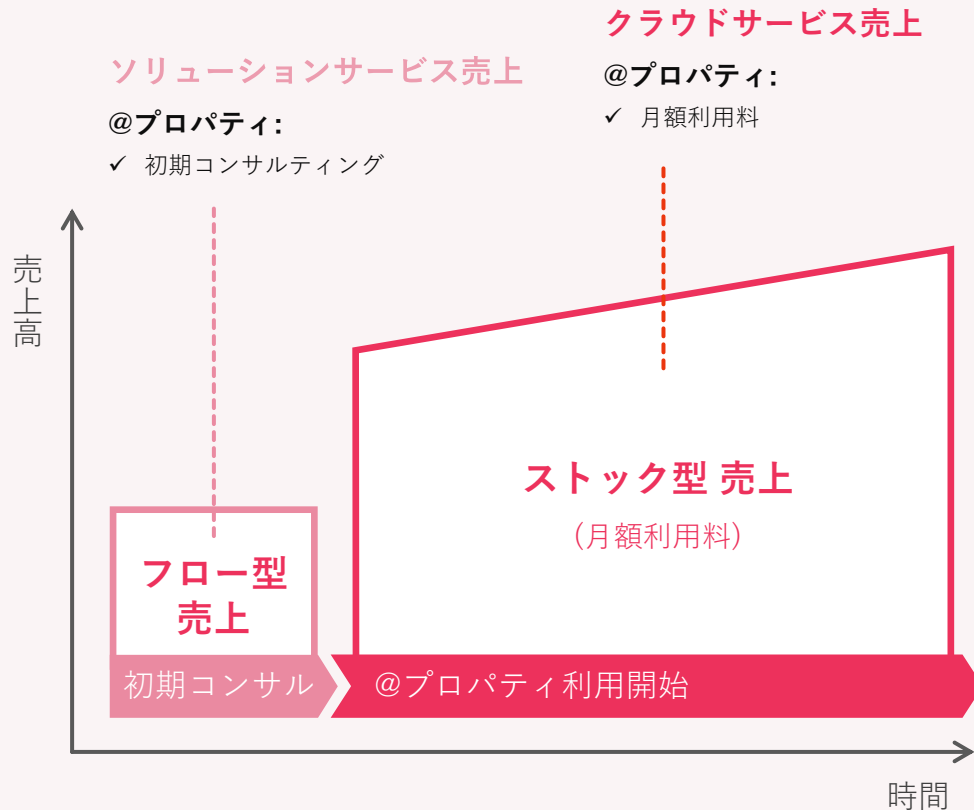 クラウドサービス売上
@プロパティ:
✓ 月額利用料
ソリューションサービス売上
@プロパティ:
✓ 初期コンサルティング
売上高
ストック型 売上
(月額利用料)
フロー型
売上
初期コンサル
@プロパティ利用開始
時間